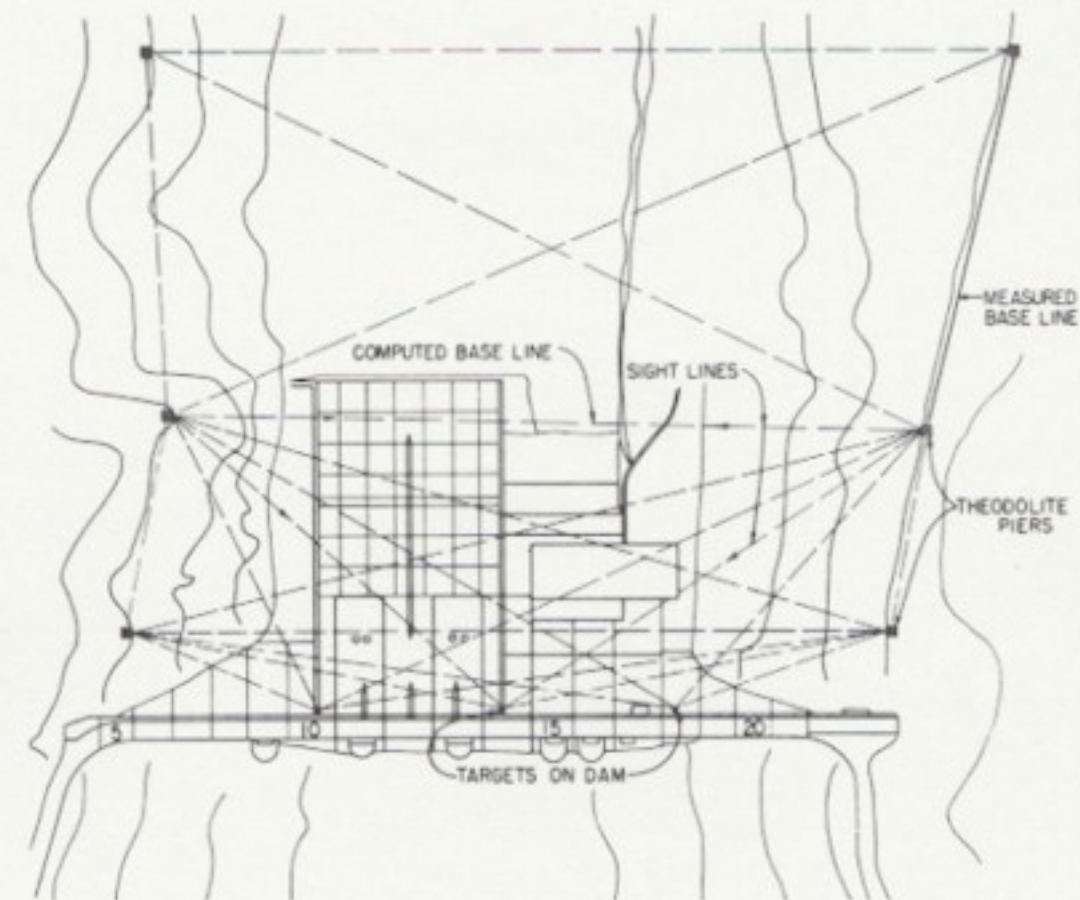 MEASURED
BASE LINE
COMPUTED BASE LINE
SIGHT LINES
THEODOLITE
PIERS
5
10
15
20
TARGETS ON DAM